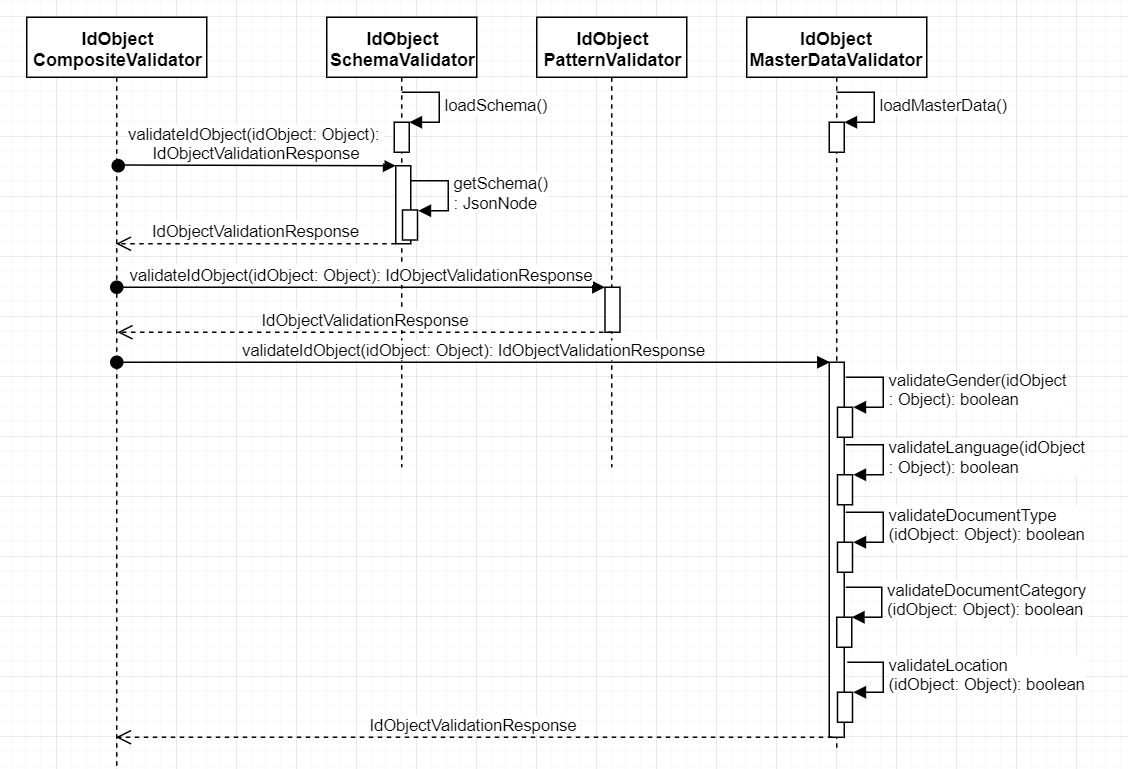 IdObject
CompositeValidator
IdObject
SchemaValidator
IdObject
PatternValidator
IdObject
MasterDataValidator
loadSchema()
loadMasterData()
validateIdObject(idObject: Object):
IdObjectValidationResponse
getSchema()
: JsonNode
IdObjectValidationResponse
validateIdObject(idObject: Object): IdObjectValidationResponse
IdObjectValidationResponse
validateIdObject(idObject: Object): IdObjectValidationResponse
validateGender(idObject
: Object): boolean
validateLanguage(idObject
: Object): boolean
validateDocumentType
(idObject: Object): boolean
validateDocumentCategory
(idObject: Object): boolean
validateLocation
(idObject: Object): boolean
IdObjectValidationResponse